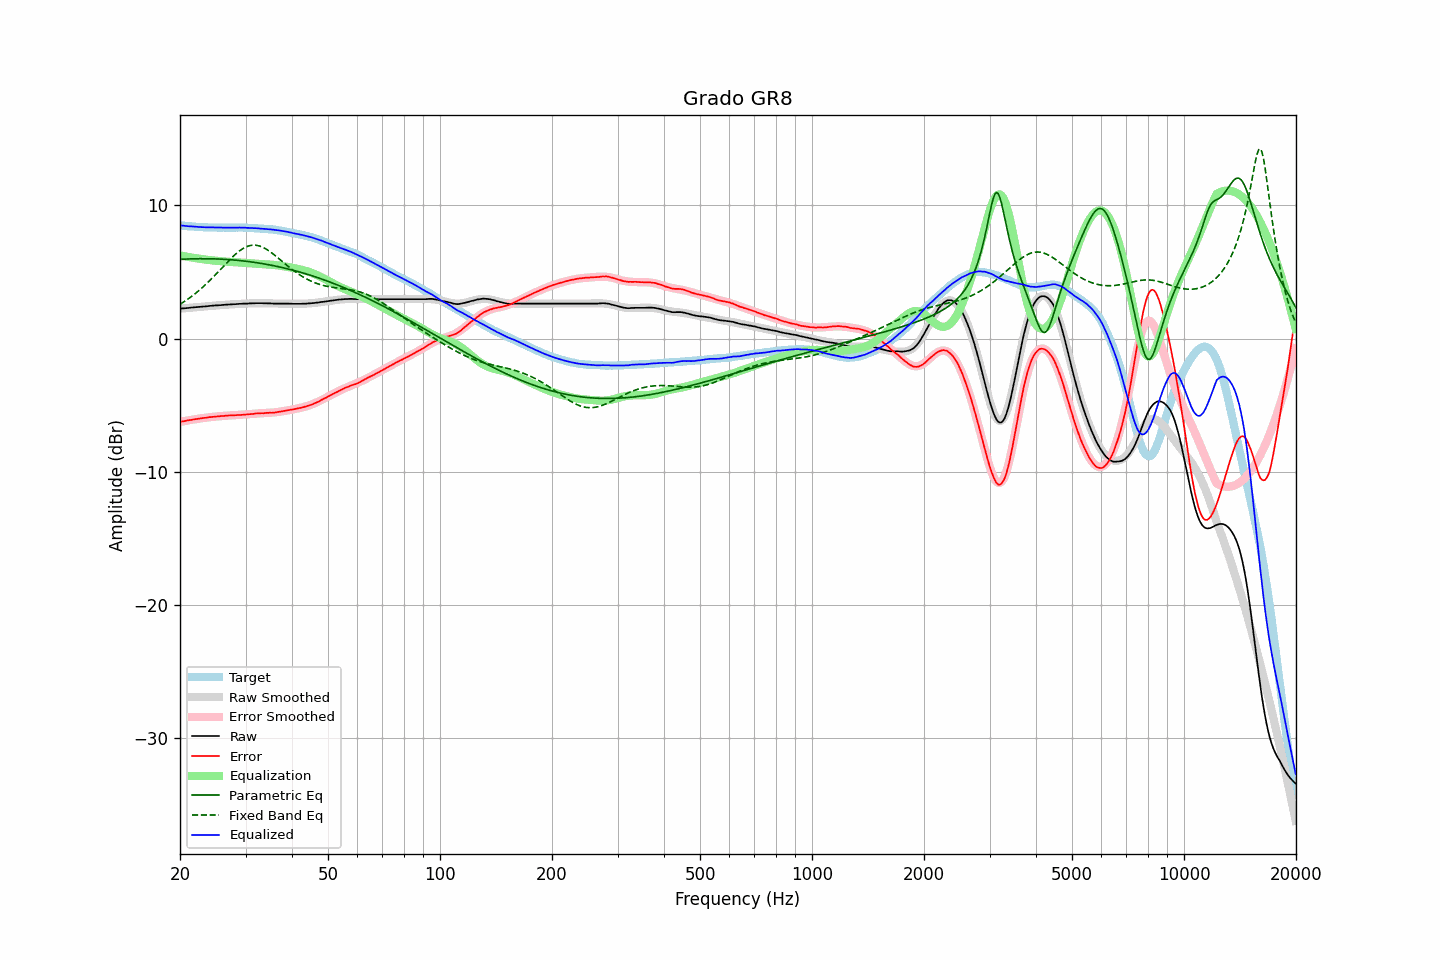 Grado GR8
Amplitude (dBr)
10
0
−10
−20
−30
Target
Raw Smoothed
Error Smoothed
Raw
Error
Equalization
Parametric Eq
Fixed Band Eq
Equalized
20 50 100 200 500 1000 2000 5000 10000 20000
Frequency (Hz)